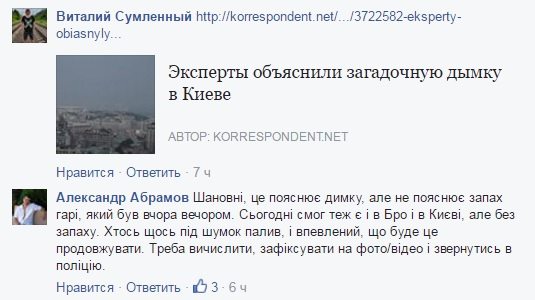 Виталий Сумленный http://korrespondent.net/.../3722582-eksperty-
obiasnyly...
Эксперты объяснили загадочную дымку
в Киеве
АВТОР: KORRESPONDENT.NET
Нравится · Ответить · 7 ч
Александр Абрамов Шановні, це пояснює димку, але не пояснює запах
гарі, який був вчора вечором. Сьогодні смог теж є і в Бро і в Києві, але без
запаху. Хтось щось під шумок палив, і впевлений, що буде це
продовжувати. Треба вичислити, зафіксувати на фото/відео і звернутись в
поліцію.
Нравится · Ответить · 3 · 6 ч